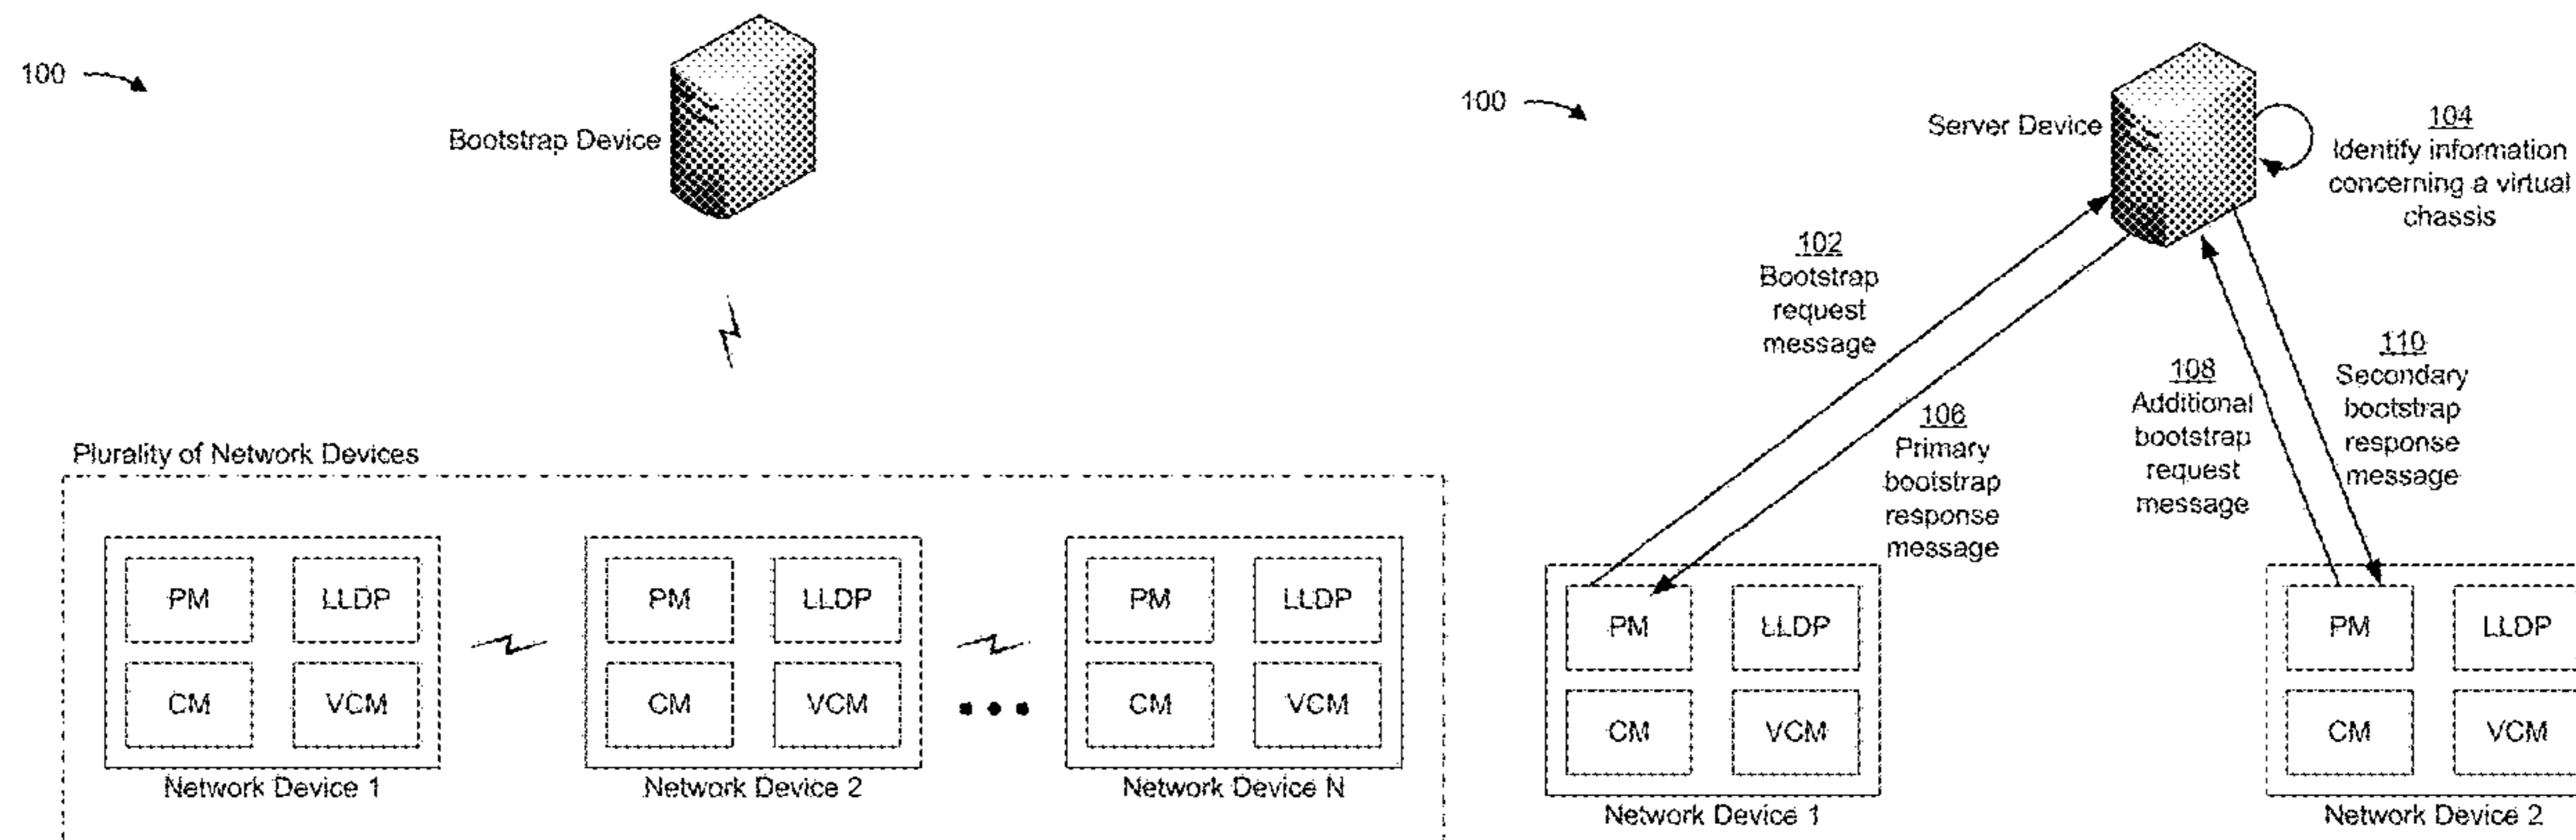 100
Bootstrap Device
Plurality of Network Devices
PM
LLDP
CM
VCM
Network Device 1
PM
LLDP
CM
VCM
Network Device 2
PM
LLDP
CM
VCM
Network Device N
100
Server Device
104
Identify information
concerning a virtual
chassis
102
Bootstrap
request
message
106
Primary
bootstrap
response
message
108
Additional
bootstrap
request
message
110
Secondary
bootstrap
response
message
PM
LLDP
CM
VCM
Network Device 1
PM
LLDP
CM
VCM
Network Device 2